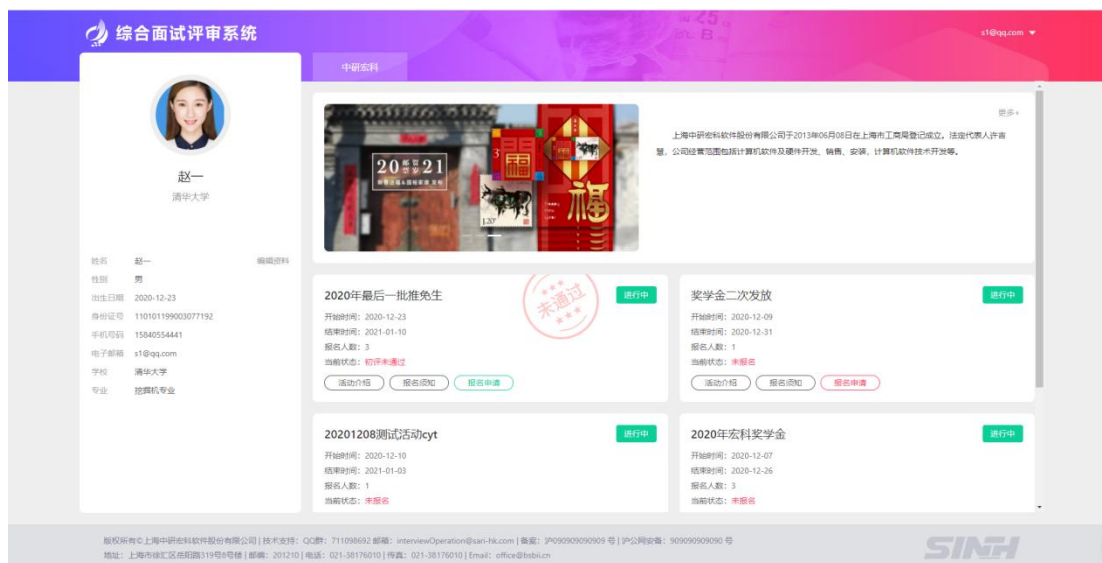 综合面试评审系统
s1@qq.com
中研宏科
赵一
清华大学
姓名 赵一 编辑资料
性别 男
出生日期 2020-12-23
身份证号 110101199003077192
手机号码 15840554441
电子邮箱 s1@qq.com
学校 清华大学
专业 挖掘机专业
20 21
福
福
1.20
更多»
上海中研宏科软件股份有限公司于2013年06月08日在上海市工商局登记成立。法定代表人许吉
慧，公司经营范围包括计算机软件及硬件开发、销售、安装，计算机软件技术开发等。
2020年最后一批推免生
未通过
进行中
开始时间：2020-12-23
结束时间：2021-01-10
报名人数：3
当前状态：初评未通过
活动介绍 报名须知 报名申请
奖学金二次发放
进行中
开始时间：2020-12-09
结束时间：2020-12-31
报名人数：1
当前状态：未报名
活动介绍 报名须知 报名申请
20201208测试活动cyt
进行中
开始时间：2020-12-10
结束时间：2021-01-03
报名人数：1
当前状态：未报名
2020年宏科奖学金
进行中
开始时间：2020-12-07
结束时间：2020-12-26
报名人数：3
当前状态：未报名
版权所有©上海中研宏科软件股份有限公司 | 技术支持：QQ群：711098692 邮箱：interviewOperation@sari-hk.com | 备案：沪090909090909 号 | 沪公网安备：909090909090 号
地址：上海市徐汇区岳阳路319号8号楼 | 邮编：201210 | 电话：021-38176010 | 传真：021-38176010 | Email：office@bsbii.cn